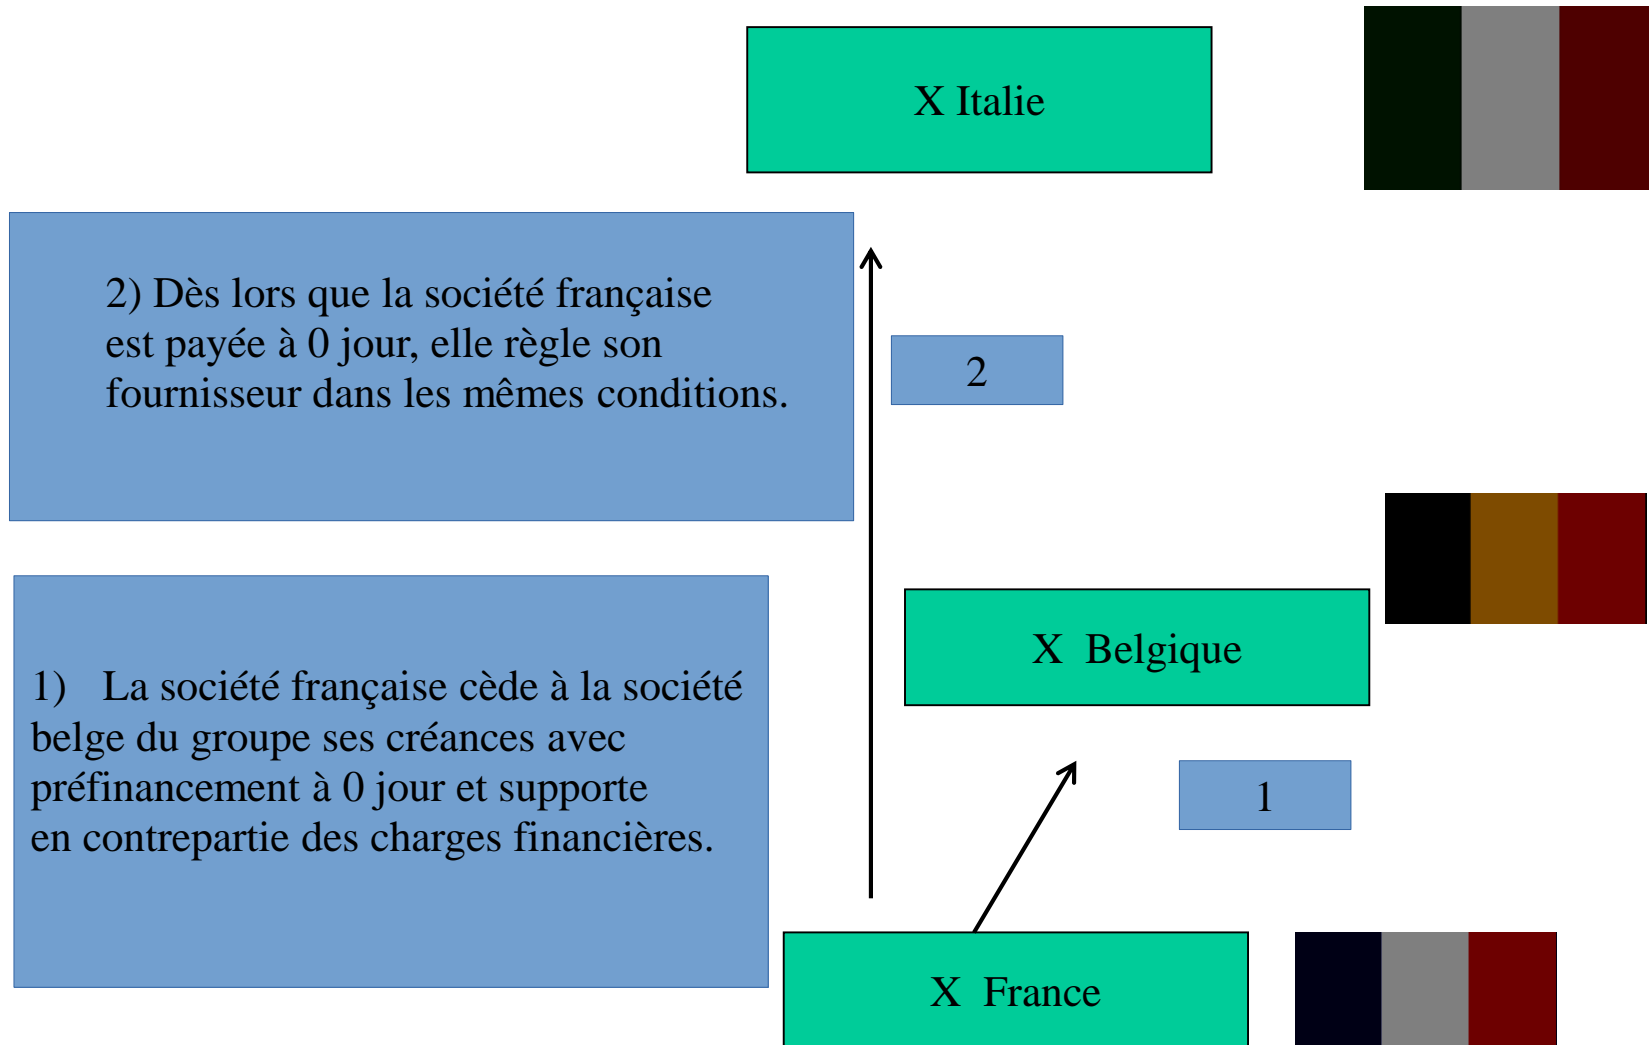 X Italie
2) Dès lors que la société française
est payée à 0 jour, elle règle son
fournisseur dans les mêmes conditions.
2
X Belgique
1) La société française cède à la société
belge du groupe ses créances avec
préfinancement à 0 jour et supporte
en contrepartie des charges financières.
1
X France